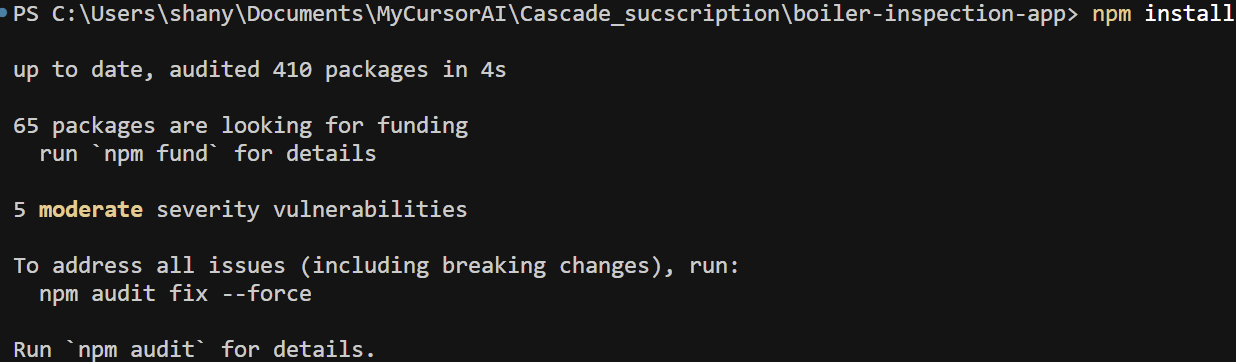 PS C:\Users\shany\Documents\MyCursorAI\Cascade_sucscription\boiler-inspection-app> npm install
up to date, audited 410 packages in 4s
65 packages are looking for funding
  run `npm fund` for details
5 moderate severity vulnerabilities
To address all issues (including breaking changes), run:
  npm audit fix --force
Run `npm audit` for details.